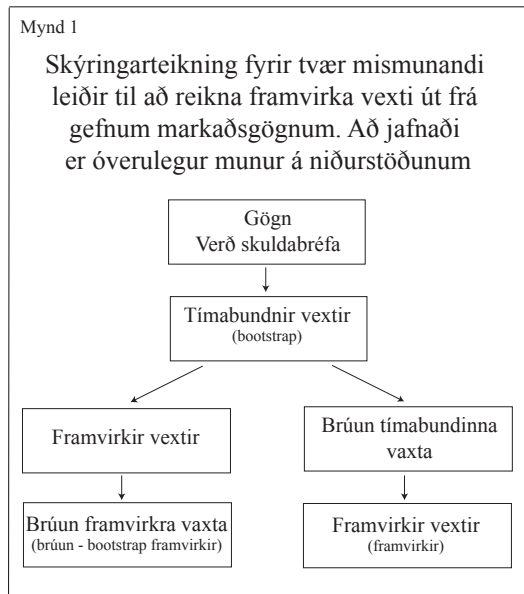 Mynd 1
Skýringarteikning fyrir tvær mismunandi
leiðir til að reikna framvirka vexti út frá
gefnum markaðsgögnum. Að jafnaði
er óverulegur munur á niðurstöðunum
Gögn
Verð skuldabréfa
Tímabundnir vextir
(bootstrap)
Framvirkir vextir
Brúun tímabundinna
vaxta
Brúun framvirkra vaxta
(brúun - bootstrap framvirkir)
Framvirkir vextir
(framvirkir)